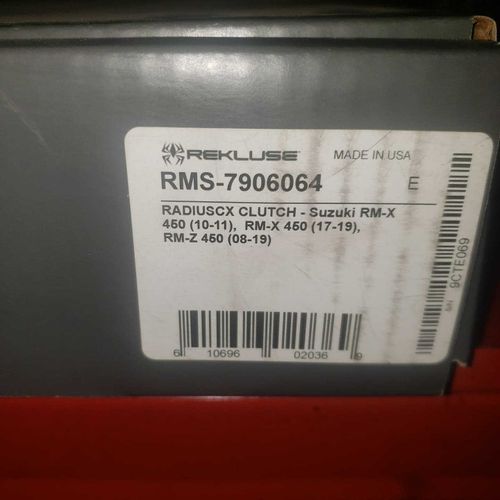 REKLUSE MADE IN USA
RMS-7906064 E
RADIUSCX CLUTCH - Suzuki RM-X
450 (10-11), RM-X 450 (17-19),
RM-Z 450 (08-19)
6 10696 02036 9
S/N 9CTE069